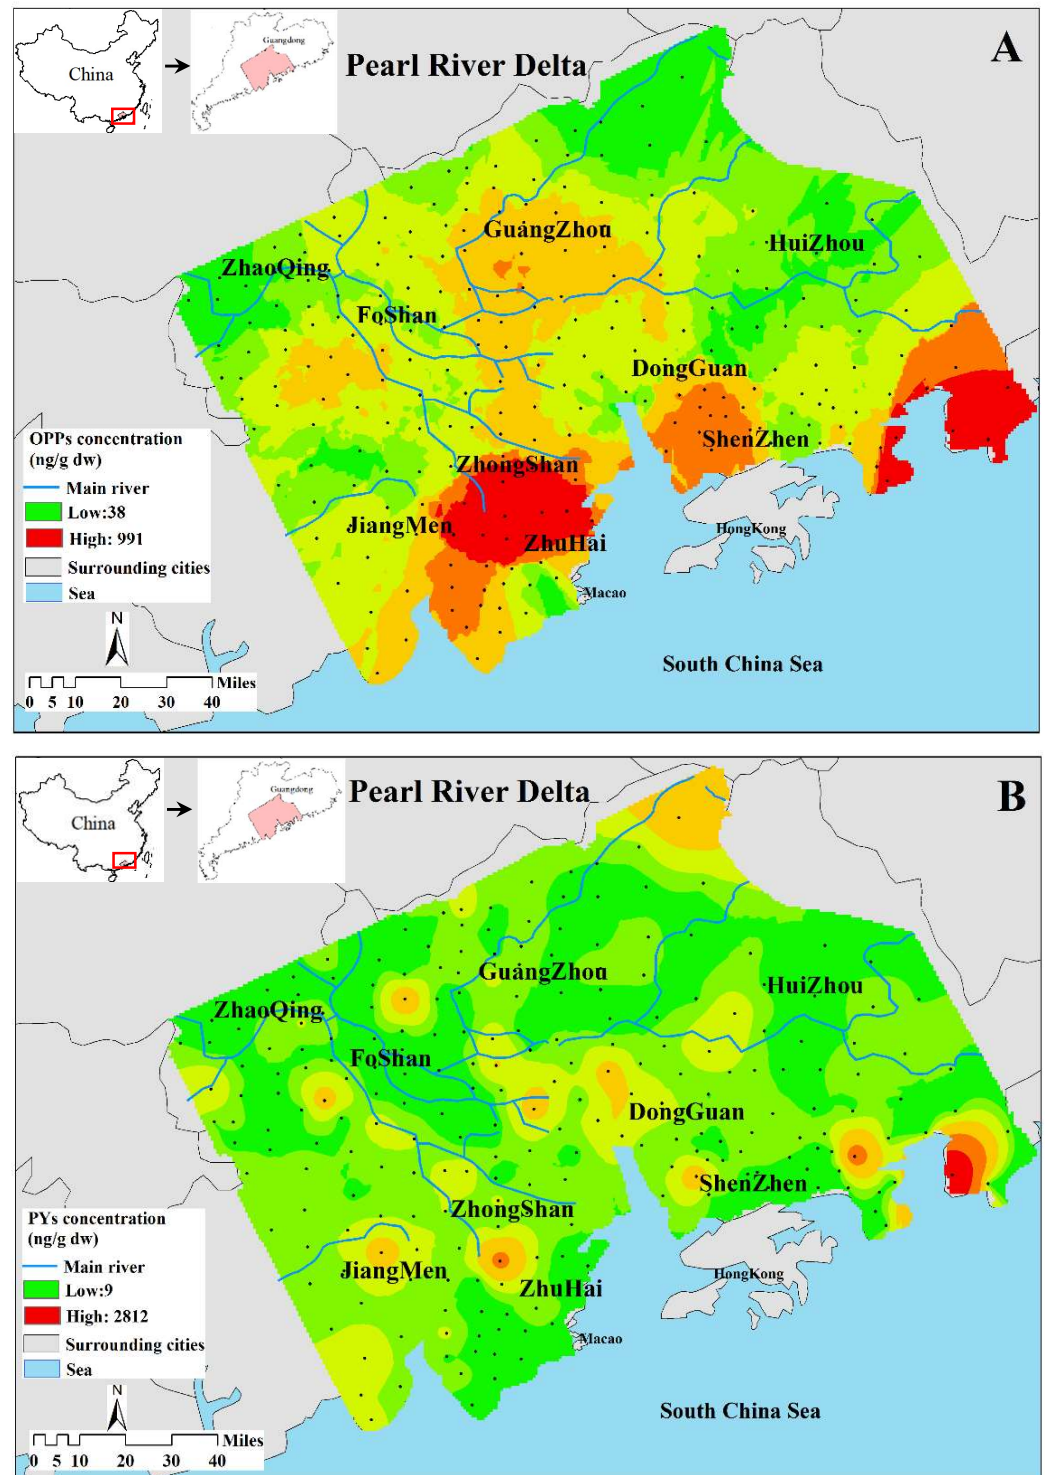 China
Guangdong
Pearl River Delta
A
GuangZhou
HuiZhou
ZhaoQing
FoShan
DongGuan
ShenZhen
ZhongShan
JiangMen
ZhuHai
HongKong
Macao
South China Sea
OPPs concentration
(ng/g dw)
Main river
Low:38
High: 991
Surrounding cities
Sea
N
Miles
0 5 10 20 30 40
China
Guangdong
Pearl River Delta
B
GuangZhou
HuiZhou
ZhaoQing
FoShan
DongGuan
ShenZhen
ZhongShan
JiangMen
ZhuHai
HongKong
Macao
South China Sea
PYs concentration
(ng/g dw)
Main river
Low:9
High: 2812
Surrounding cities
Sea
N
Miles
0 5 10 20 30 40